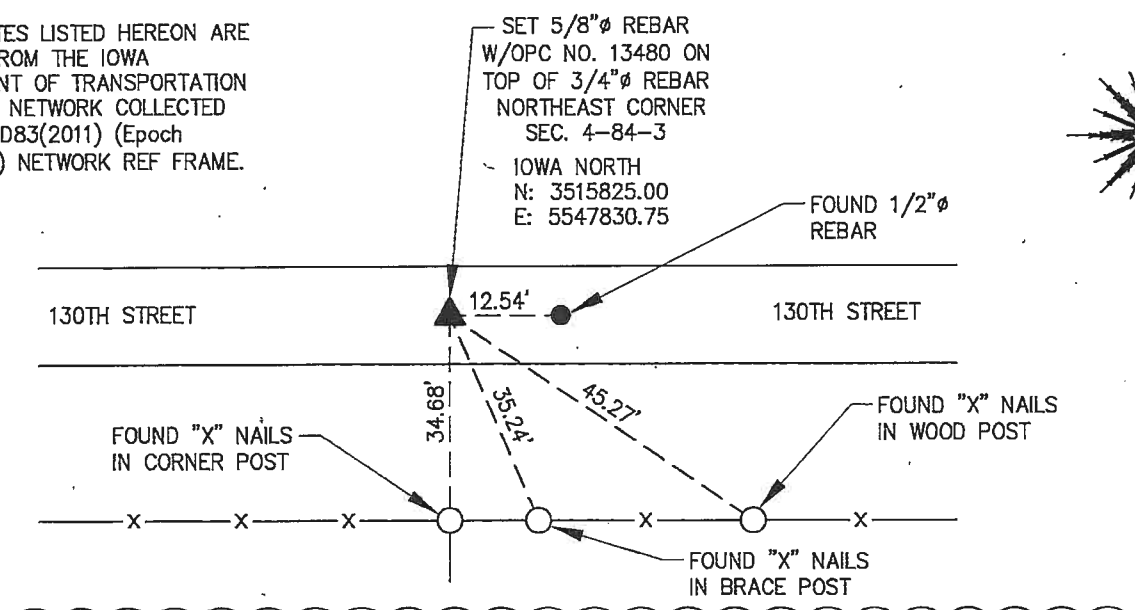 TES LISTED HEREON ARE
FROM THE IOWA
NT OF TRANSPORTATION
NETWORK COLLECTED
D83(2011) (Epoch
) NETWORK REF FRAME.
SET 5/8"ø REBAR
W/OPC NO. 13480 ON
TOP OF 3/4"ø REBAR
NORTHEAST CORNER
SEC. 4-84-3
IOWA NORTH
N: 3515825.00
E: 5547830.75
FOUND 1/2"ø
REBAR
130TH STREET
12.54'
130TH STREET
34.68'
35.24'
45.27'
FOUND "X" NAILS
IN CORNER POST
FOUND "X" NAILS
IN WOOD POST
X X X X X
FOUND "X" NAILS
IN BRACE POST